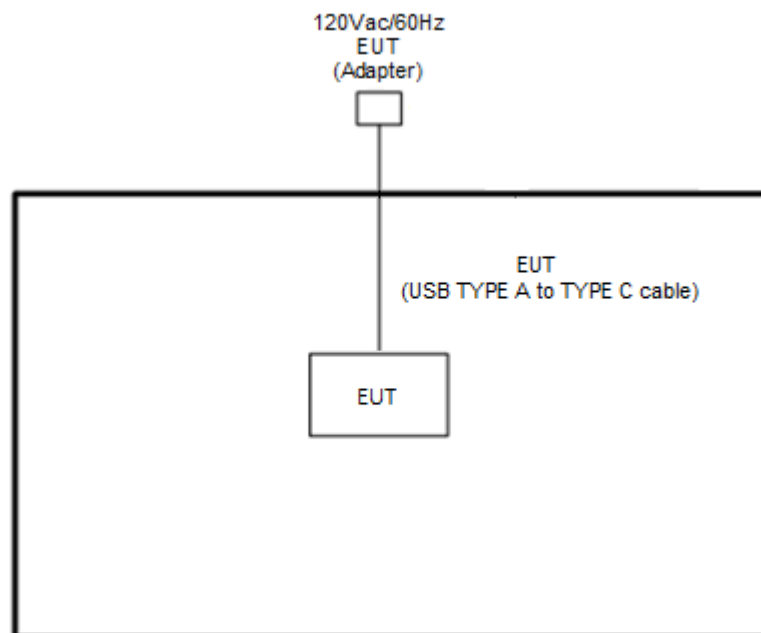 120Vac/60Hz
EUT
(Adapter)
EUT
(USB TYPE A to TYPE C cable)
EUT